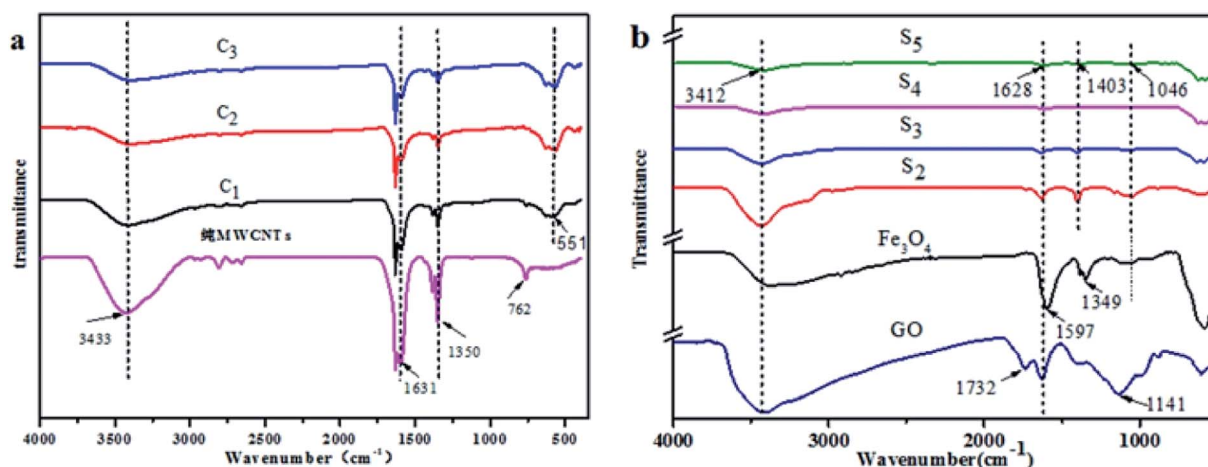 a
C3
C2
C1
纯MWCNTs
551
762
3433
1350
1631
transmittance
4000 3500 3000 2500 2000 1500 1000 500
Wavenumber (cm-1)
b
S5
3412
1628
1403
1046
S4
S3
S2
Fe3O4
1349
1597
GO
1732
1141
Transmittance
4000 3000 2000 1000
Wavenumber(cm-1)